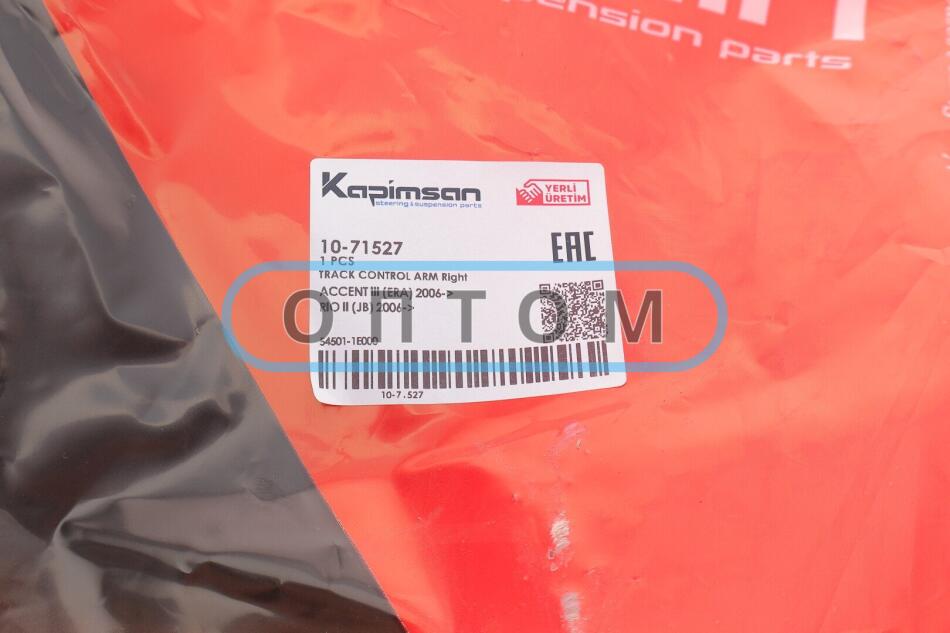 pension parts
Kapimsan
steering & suspension parts
YERLİ
ÜRETİM
10-71527
EAC
1 PCS
TRACK CONTROL ARM Right
ACCENT III (ERA) 2006->
RIO II (JB) 2006->
ОПТОМ
54501-1E000
10-7.527